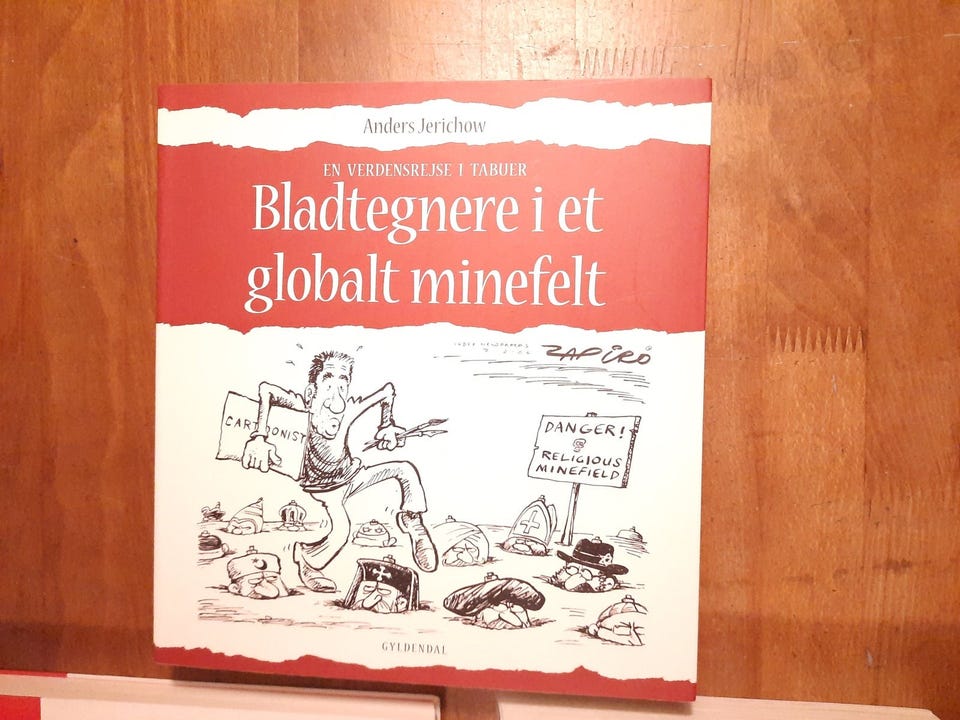 Anders Jerichow
EN VERDENSREJSE I TABUER
Bladtegnere i et
globalt minefelt
ZAPIRO
CARTOONIST
DANGER!
RELIGIOUS
MINEFIELD
GYLDENDAL